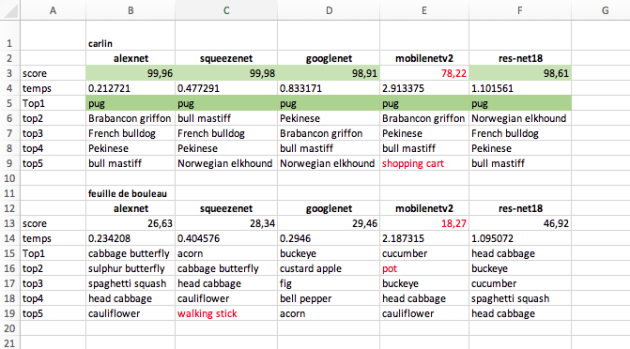 A B C D E F G
1 carlin
2 alexnet squeezenet googlenet mobilenetv2 res-net18
3 score 99,96 99,98 98,91 78,22 98,61
4 temps 0.212721 0.477291 0.833171 2.913375 1.101561
5 Top1 pug pug pug pug pug
6 top2 Brabancon griffon bull mastiff Pekinese Brabancon griffon Norwegian elkhound
7 top3 French bulldog French bulldog Brabancon griffon Pekinese French bulldog
8 top4 Pekinese Pekinese bull mastiff bull mastiff Pekinese
9 top5 bull mastiff Norwegian elkhound Norwegian elkhound shopping cart bull mastiff
10
11 feuille de bouleau
12 alexnet squeezenet googlenet mobilenetv2 res-net18
13 score 26,63 28,34 29,46 18,27 46,92
14 temps 0.234208 0.404576 0.2946 2.187315 1.095072
15 Top1 cabbage butterfly acorn buckeye cucumber head cabbage
16 top2 sulphur butterfly cabbage butterfly custard apple pot buckeye
17 top3 spaghetti squash head cabbage fig buckeye cucumber
18 top4 head cabbage cauliflower bell pepper head cabbage spaghetti squash
19 top5 cauliflower walking stick acorn cauliflower head cabbage
20
21